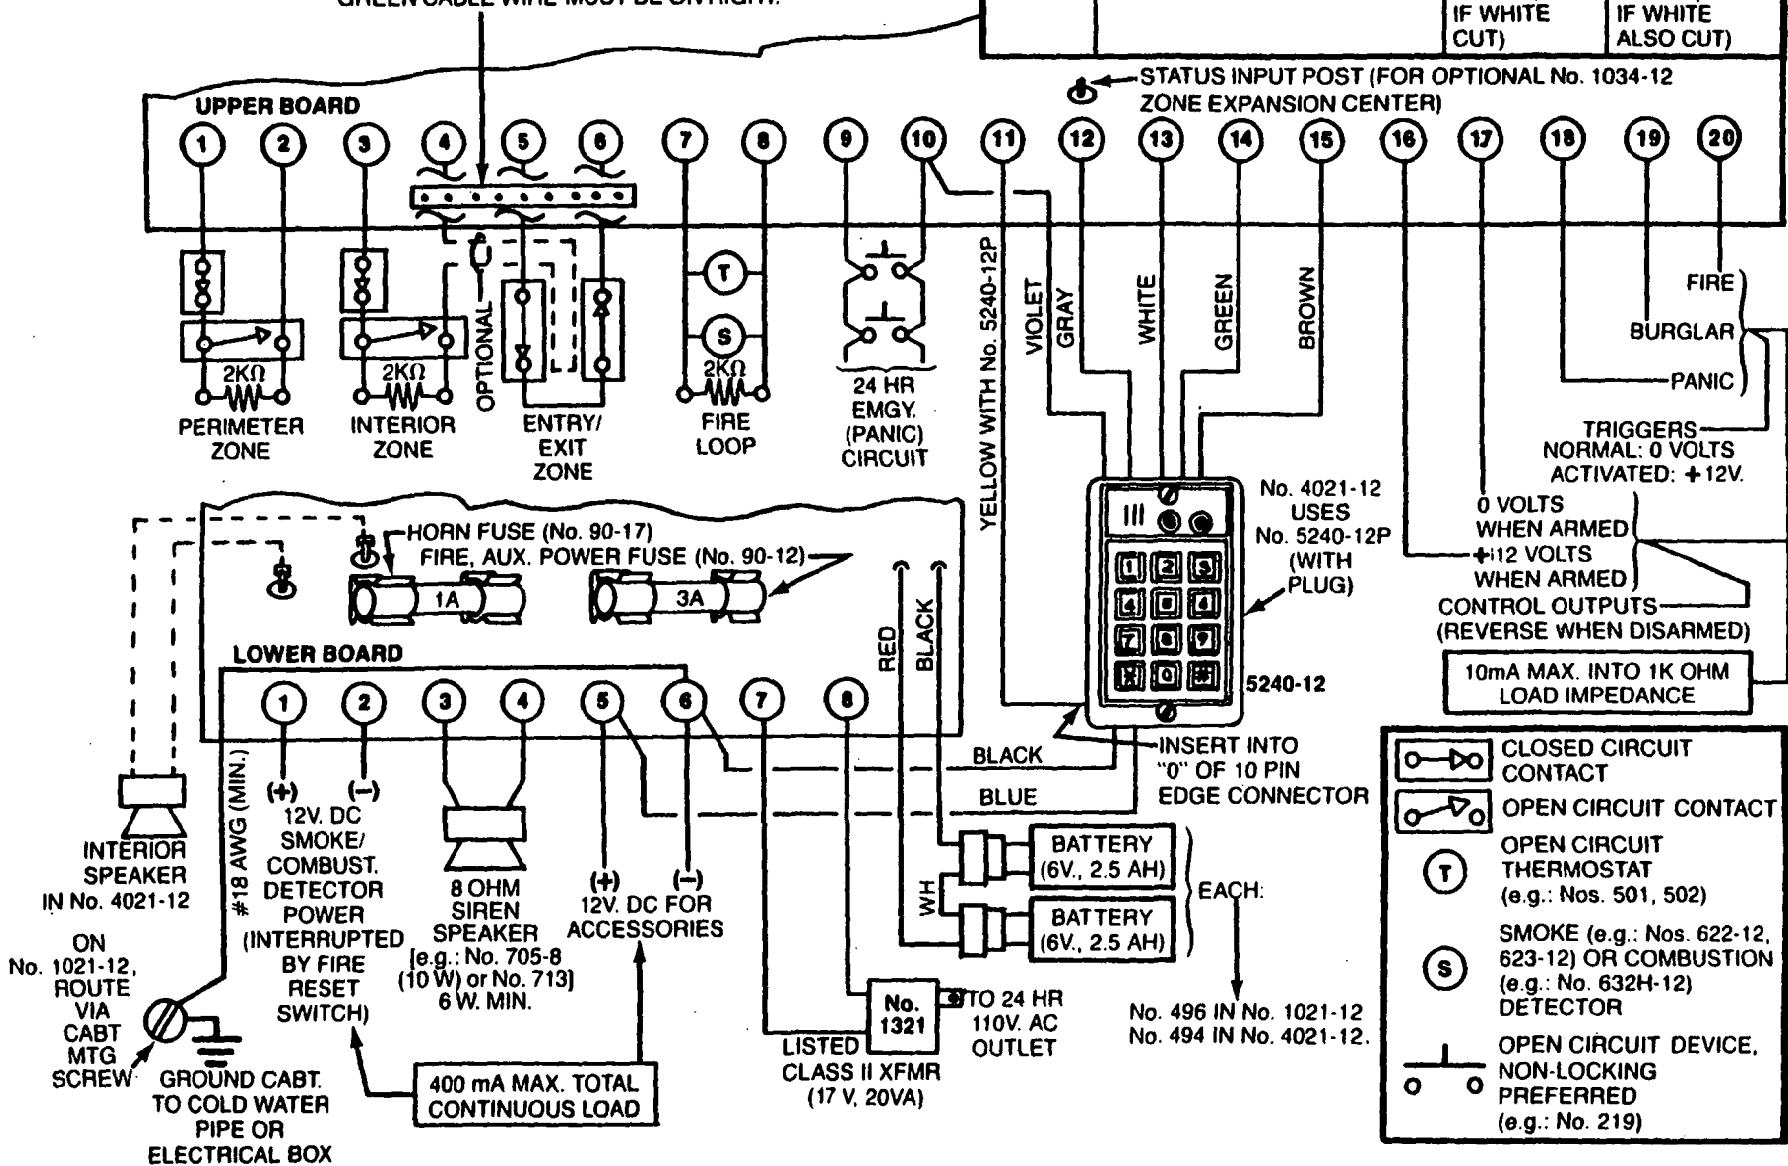 GREEN CABLE WIRE MUST BE ON RIGHT.
IF WHITE
CUT)
IF WHITE
ALSO CUT)
STATUS INPUT POST (FOR OPTIONAL No. 1034-12
ZONE EXPANSION CENTER)
UPPER BOARD
1 2 3 4 5 6 7 8 9 10 11 12 13 14 15 16 17 18 19 20
2KΩ
PERIMETER
ZONE
2KΩ
INTERIOR
ZONE
OPTIONAL
ENTRY/
EXIT
ZONE
T
S
2KΩ
FIRE
LOOP
24 HR
EMGY.
(PANIC)
CIRCUIT
YELLOW WITH No. 5240-12P
VIOLET
GRAY
WHITE
GREEN
BROWN
FIRE
BURGLAR
PANIC
TRIGGERS
NORMAL: 0 VOLTS
ACTIVATED: +12V.
0 VOLTS
WHEN ARMED
+12 VOLTS
WHEN ARMED
CONTROL OUTPUTS
(REVERSE WHEN DISARMED)
10mA MAX. INTO 1K OHM
LOAD IMPEDANCE
No. 4021-12
USES
No. 5240-12P
(WITH
PLUG)
5240-12
INSERT INTO
"0" OF 10 PIN
EDGE CONNECTOR
HORN FUSE (No. 90-17)
FIRE, AUX. POWER FUSE (No. 90-12)
1A
3A
RED
BLACK
LOWER BOARD
1 2 3 4 5 6 7 8
BLACK
BLUE
INTERIOR
SPEAKER
IN No. 4021-12
#18 AWG (MIN.)
(+) (-)
12V. DC
SMOKE/
COMBUST.
DETECTOR
POWER
(INTERRUPTED
BY FIRE
RESET
SWITCH)
8 OHM
SIREN
SPEAKER
[e.g.: No. 705-8
(10 W) or No. 713]
6 W. MIN.
(+) (-)
12V. DC FOR
ACCESSORIES
WH
BATTERY
(6V., 2.5 AH)
BATTERY
(6V., 2.5 AH)
EACH:
No. 496 IN No. 1021-12
No. 494 IN No. 4021-12.
ON
No. 1021-12,
ROUTE
VIA
CABT
MTG
SCREW
GROUND CABT.
TO COLD WATER
PIPE OR
ELECTRICAL BOX
400 mA MAX. TOTAL
CONTINUOUS LOAD
No.
1321
TO 24 HR
110V. AC
OUTLET
LISTED
CLASS II XFMR
(17 V, 20VA)
CLOSED CIRCUIT
CONTACT
OPEN CIRCUIT CONTACT
T
OPEN CIRCUIT
THERMOSTAT
(e.g.: Nos. 501, 502)
S
SMOKE (e.g.: Nos. 622-12,
623-12) OR COMBUSTION
(e.g.: No. 632H-12)
DETECTOR
OPEN CIRCUIT DEVICE,
NON-LOCKING
PREFERRED
(e.g.: No. 219)